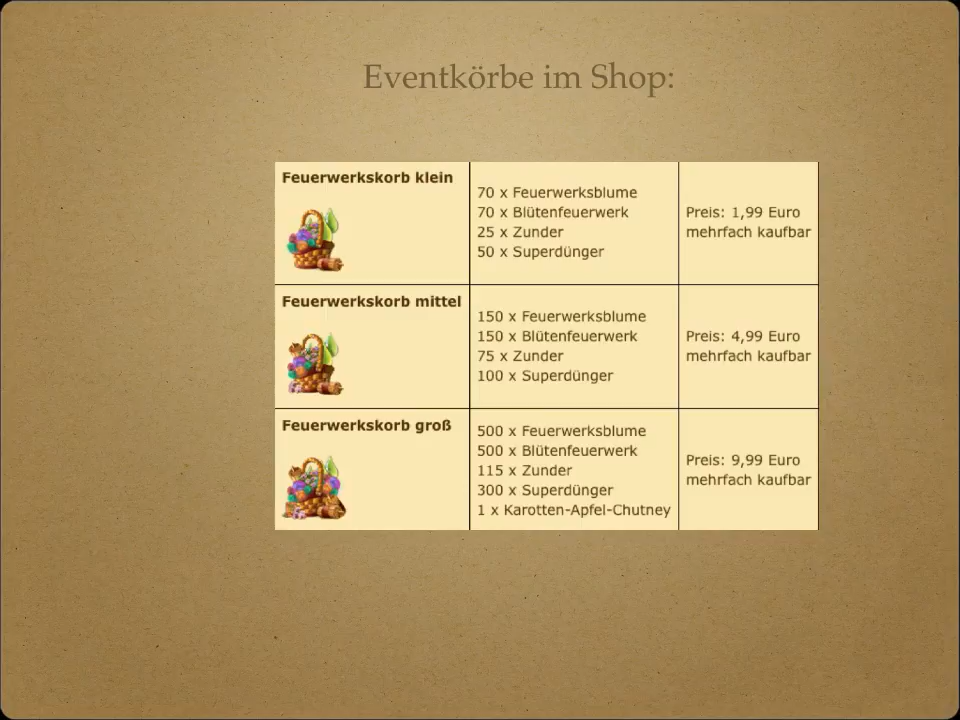 Eventkörbe im Shop:
Feuerwerkskorb klein
70 x Feuerwerksblume
70 x Blütenfeuerwerk
25 x Zunder
50 x Superdünger
Preis: 1,99 Euro
mehrfach kaufbar
Feuerwerkskorb mittel
150 x Feuerwerksblume
150 x Blütenfeuerwerk
75 x Zunder
100 x Superdünger
Preis: 4,99 Euro
mehrfach kaufbar
Feuerwerkskorb groß
500 x Feuerwerksblume
500 x Blütenfeuerwerk
115 x Zunder
300 x Superdünger
1 x Karotten-Apfel-Chutney
Preis: 9,99 Euro
mehrfach kaufbar